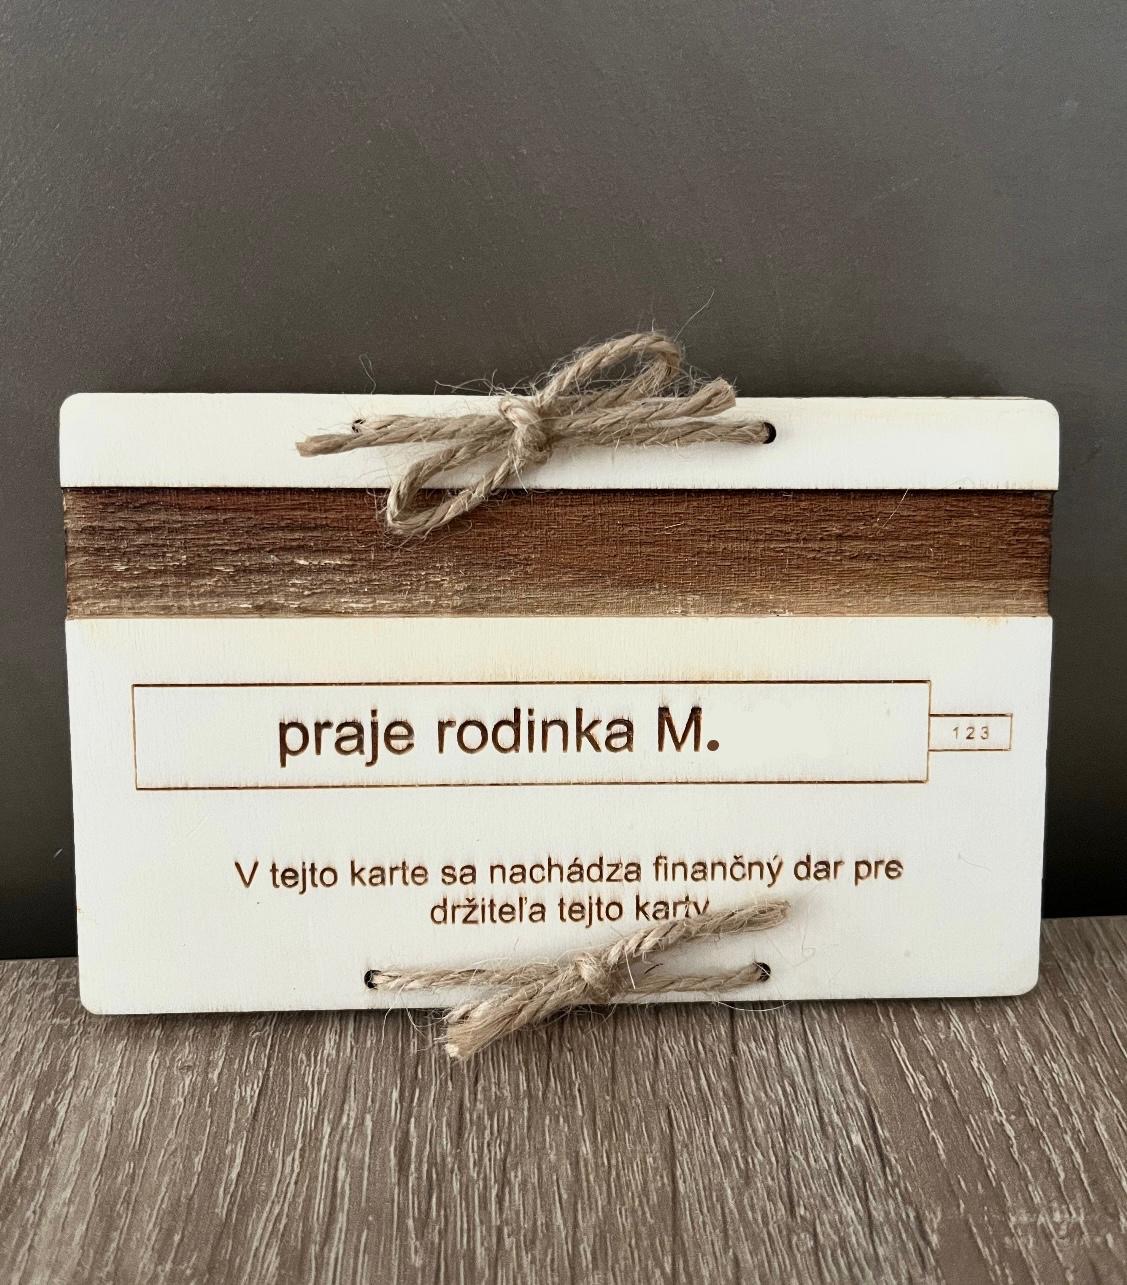 praje rodinka M.
123
V tejto karte sa nachádza finančný dar pre
držiteľa tejto karty